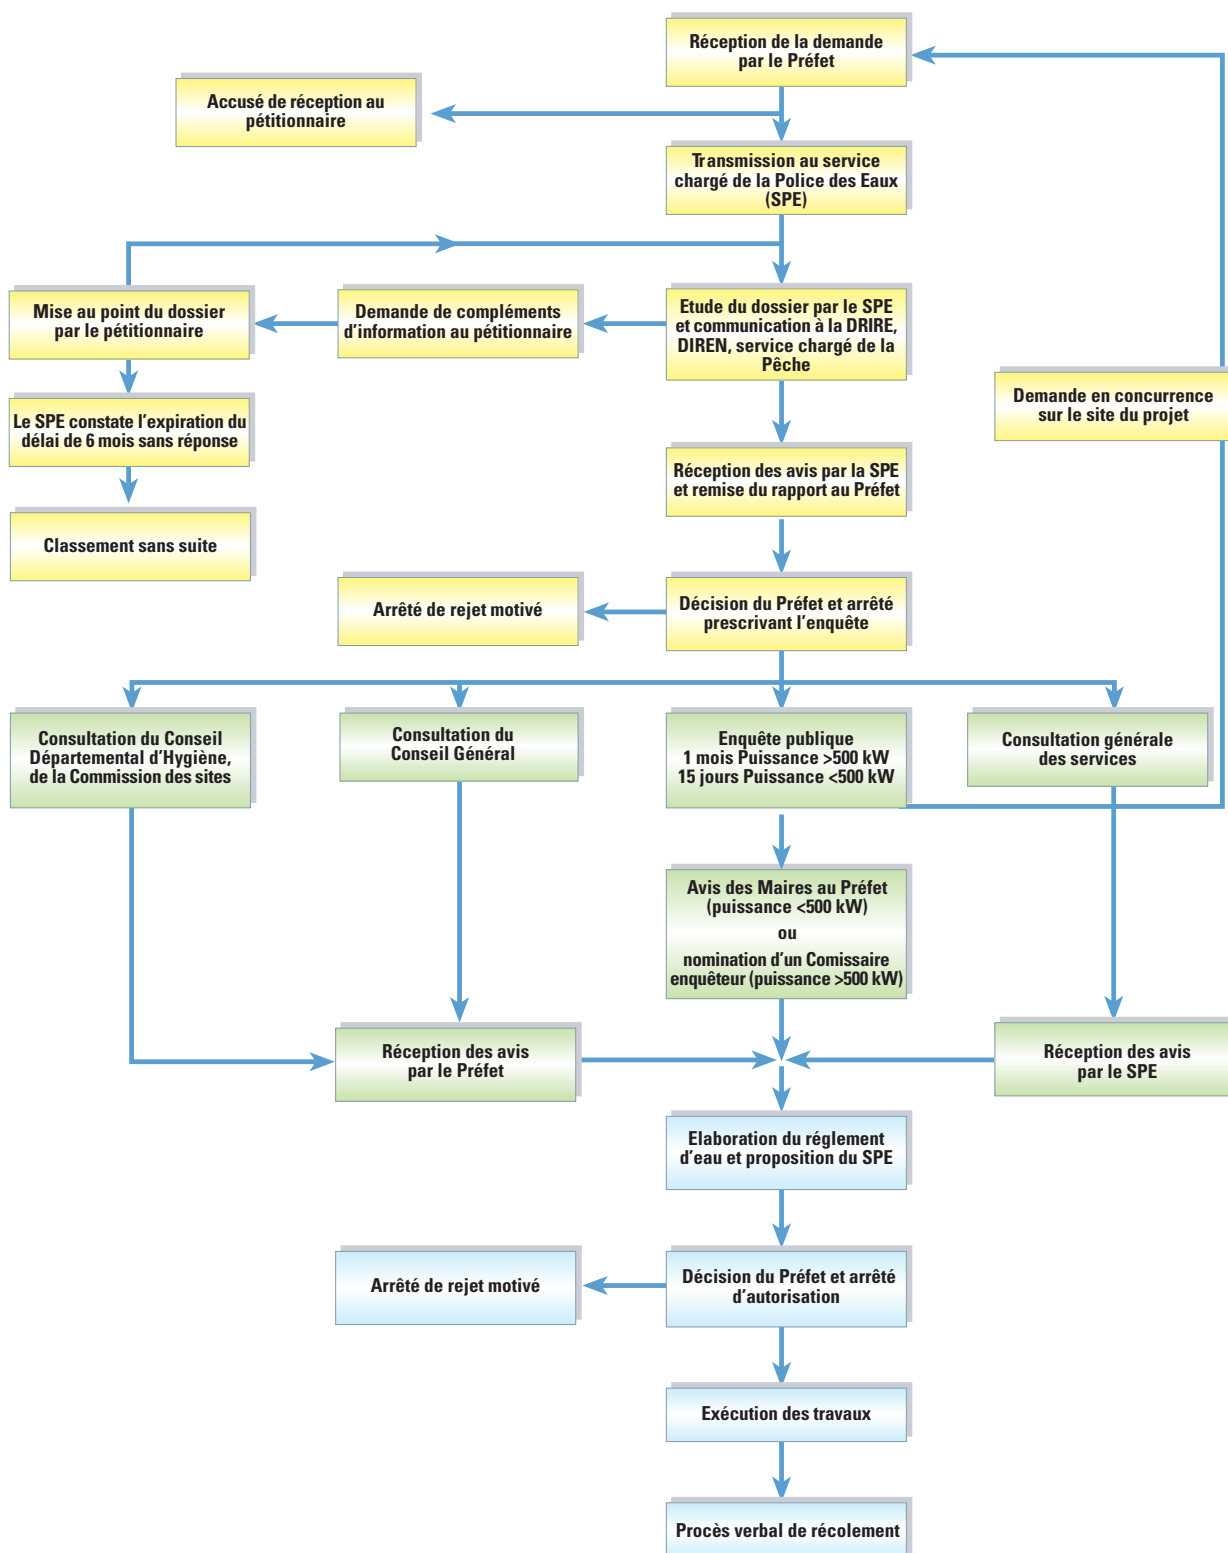 Réception de la demande
par le Préfet
Accusé de réception au
pétitionnaire
Transmission au service
chargé de la Police des Eaux
(SPE)
Mise au point du dossier
par le pétitionnaire
Demande de compléments
d'information au pétitionnaire
Etude du dossier par le SPE
et communication à la DRIRE,
DIREN, service chargé de la
Pêche
Demande en concurrence
sur le site du projet
Le SPE constate l'expiration du
délai de 6 mois sans réponse
Réception des avis par la SPE
et remise du rapport au Préfet
Classement sans suite
Arrêté de rejet motivé
Décision du Préfet et arrêté
prescrivant l'enquête
Consultation du Conseil
Départemental d'Hygiène,
de la Commission des sites
Consultation du
Conseil Général
Enquête publique
1 mois Puissance >500 kW
15 jours Puissance <500 kW
Consultation générale
des services
Avis des Maires au Préfet
(puissance <500 kW)
ou
nomination d'un Comissaire
enquêteur (puissance >500 kW)
Réception des avis
par le Préfet
Réception des avis
par le SPE
Elaboration du réglement
d'eau et proposition du SPE
Arrêté de rejet motivé
Décision du Préfet et arrêté
d'autorisation
Exécution des travaux
Procès verbal de récolement